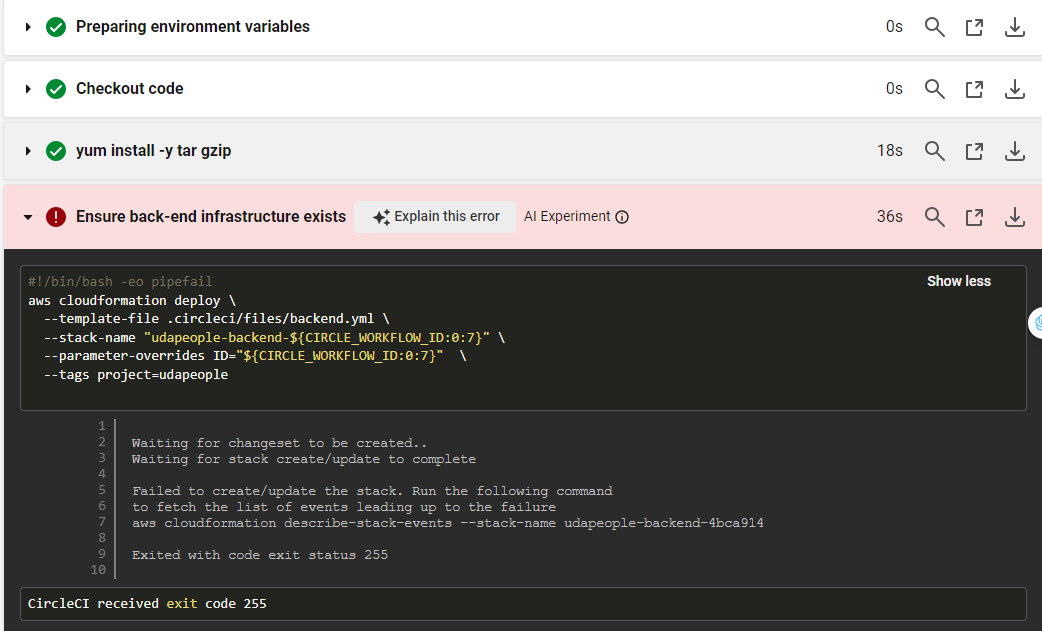 Preparing environment variables 0s
Checkout code 0s
yum install -y tar gzip 18s
Ensure back-end infrastructure exists Explain this error AI Experiment 36s
#!/bin/bash -eo pipefail Show less
aws cloudformation deploy \
  --template-file .circleci/files/backend.yml \
  --stack-name "udapeople-backend-${CIRCLE_WORKFLOW_ID:0:7}" \
  --parameter-overrides ID="${CIRCLE_WORKFLOW_ID:0:7}"  \
  --tags project=udapeople
1
2 Waiting for changeset to be created..
3 Waiting for stack create/update to complete
4
5 Failed to create/update the stack. Run the following command
6 to fetch the list of events leading up to the failure
7 aws cloudformation describe-stack-events --stack-name udapeople-backend-4bca914
8
9 Exited with code exit status 255
10
CircleCI received exit code 255